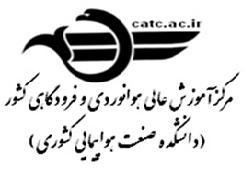 catc.ac.ir
مرکز آموزش عالی هوانوردی و فرودگاهی کشور
(دانشکده صنعت هواپیمایی کشوری)